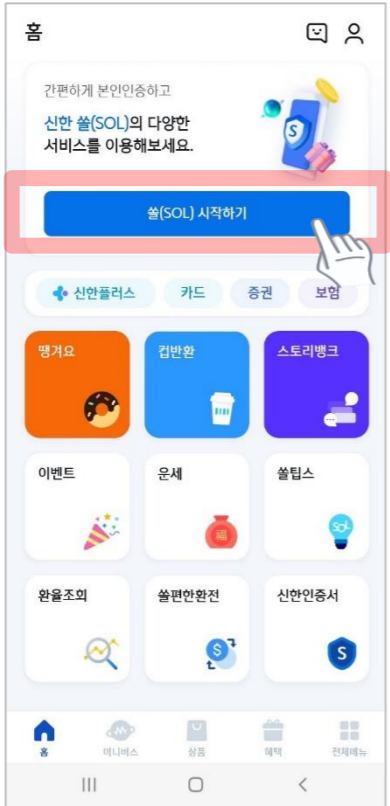 홈
간편하게 본인인증하고
신한 쏠(SOL)의 다양한
서비스를 이용해보세요.
S
쏠(SOL) 시작하기
신한플러스 카드 증권 보험
땡겨요 컵반환 스토리뱅크
이벤트 운세 쏠팁스
SOL
환율조회 쏠편한환전 신한인증서
$ S
홈 머니버스 상품 혜택 전체메뉴